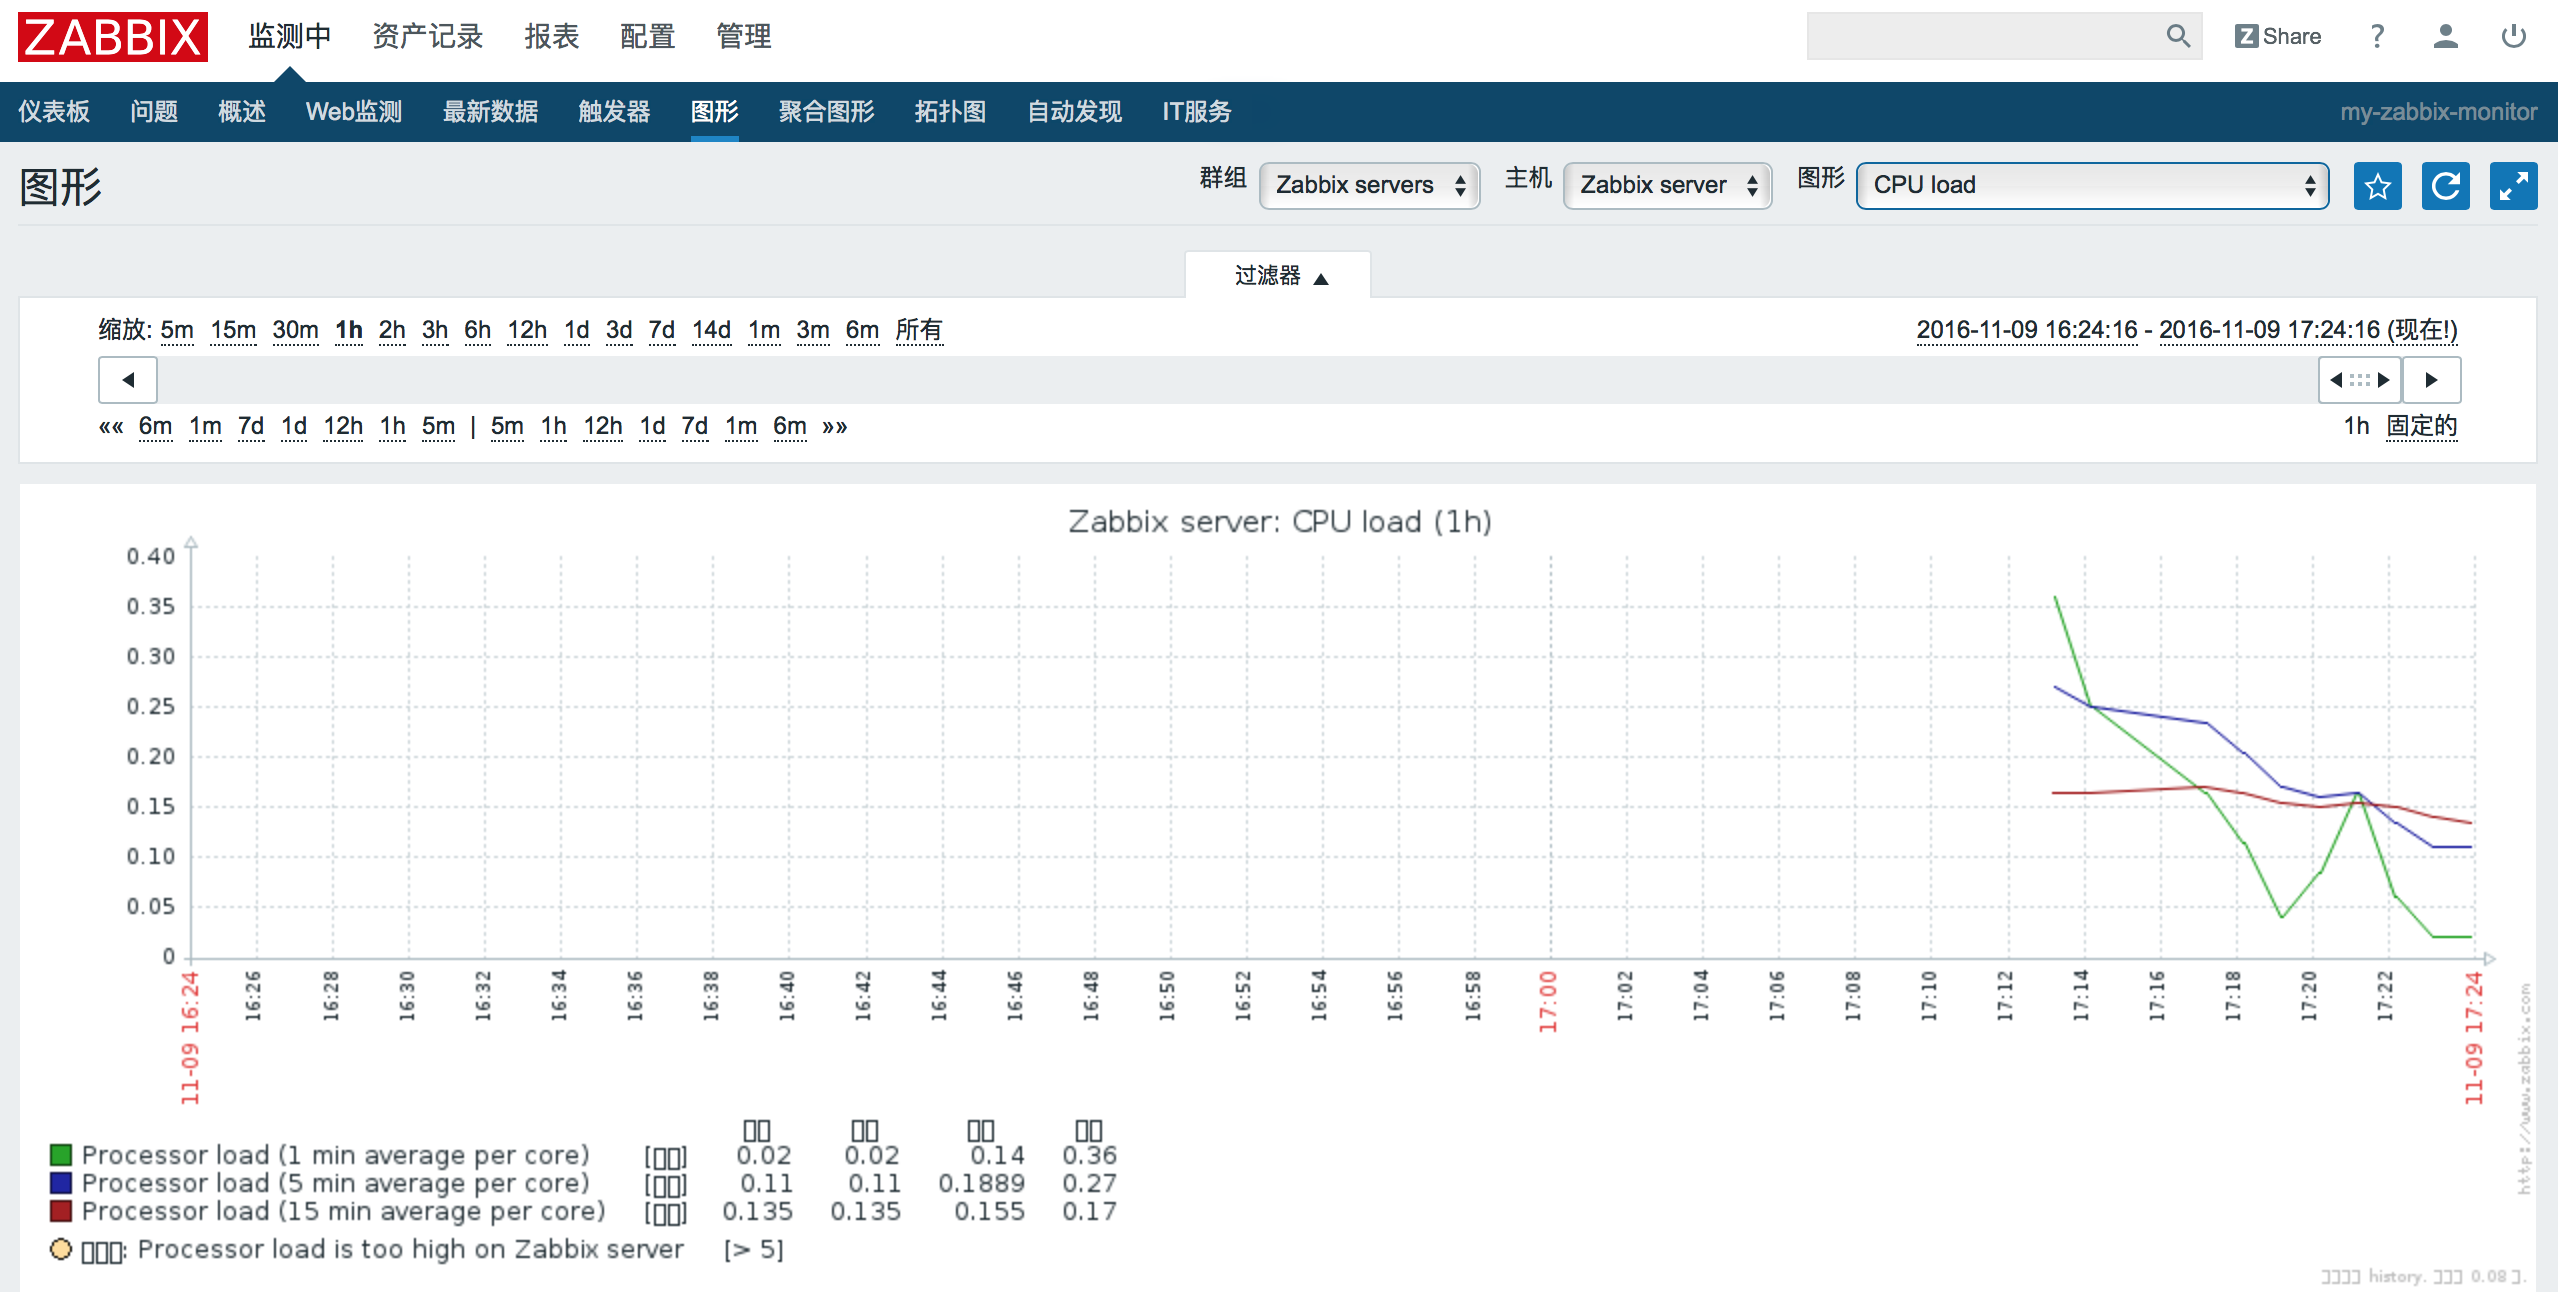 ZABBIX 监测中 资产记录 报表 配置 管理 Z Share ?
仪表板 问题 概述 Web监测 最新数据 触发器 图形 聚合图形 拓扑图 自动发现 IT服务 my-zabbix-monitor
图形 群组 Zabbix servers 主机 Zabbix server 图形 CPU load
过滤器 ▲
缩放: 5m 15m 30m 1h 2h 3h 6h 12h 1d 3d 7d 14d 1m 3m 6m 所有 2016-11-09 16:24:16 - 2016-11-09 17:24:16 (现在!)
«« 6m 1m 7d 1d 12h 1h 5m | 5m 1h 12h 1d 7d 1m 6m »» 1h 固定的
Zabbix server: CPU load (1h)
0.40
0.35
0.30
0.25
0.20
0.15
0.10
0.05
0
11-09 16:24 16:26 16:28 16:30 16:32 16:34 16:36 16:38 16:40 16:42 16:44 16:46 16:48 16:50 16:52 16:54 16:56 16:58 17:00 17:02 17:04 17:06 17:08 17:10 17:12 17:14 17:16 17:18 17:20 17:22 11-09 17:24
http://www.zabbix.com
Processor load (1 min average per core) [▯▯] 0.02 0.02 0.14 0.36
Processor load (5 min average per core) [▯▯] 0.11 0.11 0.1889 0.27
Processor load (15 min average per core) [▯▯] 0.135 0.135 0.155 0.17
▯▯▯: Processor load is too high on Zabbix server [> 5]
history. 0.08